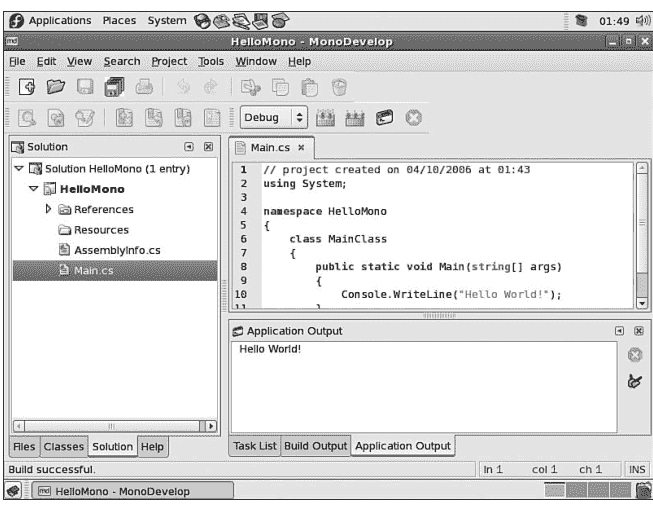 Applications Places System 01:49
HelloMono - MonoDevelop
File Edit View Search Project Tools Window Help
Debug
Solution
Main.cs
Solution HelloMono (1 entry)
HelloMono
References
Resources
AssemblyInfo.cs
Main.cs
1 // project created on 04/10/2006 at 01:43
2 using System;
3
4 namespace HelloMono
5 {
6 class MainClass
7 {
8 public static void Main(string[] args)
9 {
10 Console.WriteLine("Hello World!");
11 }
Application Output
Hello World!
Files Classes Solution Help
Task List Build Output Application Output
Build successful. ln 1 col 1 ch 1 INS
md HelloMono - MonoDevelop